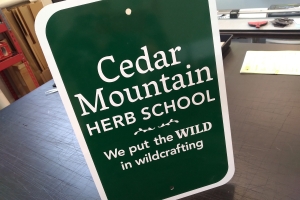 Cedar
Mountain
HERB SCHOOL
We put the WILD
in wildcrafting